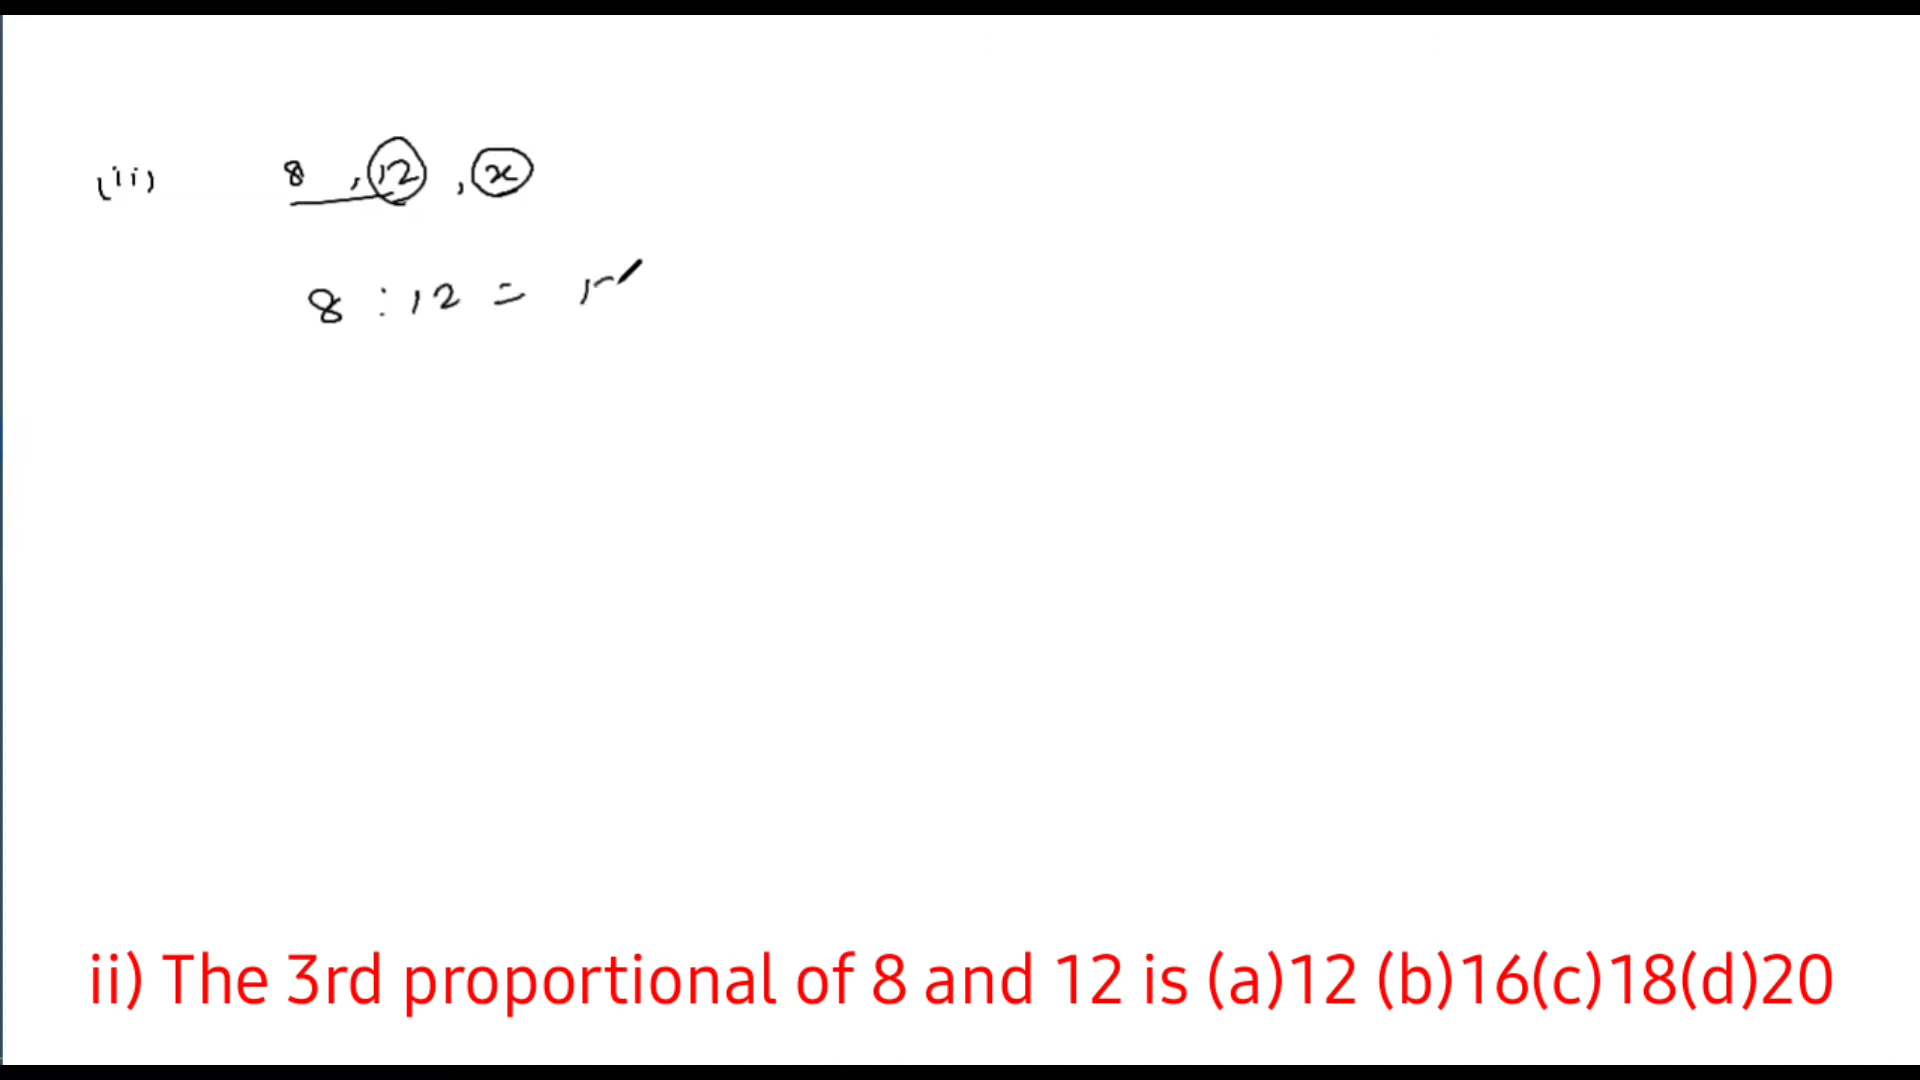 (ii) 8 , 12 , x
8 : 12 =
ii) The 3rd proportional of 8 and 12 is (a)12 (b)16(c)18(d)20